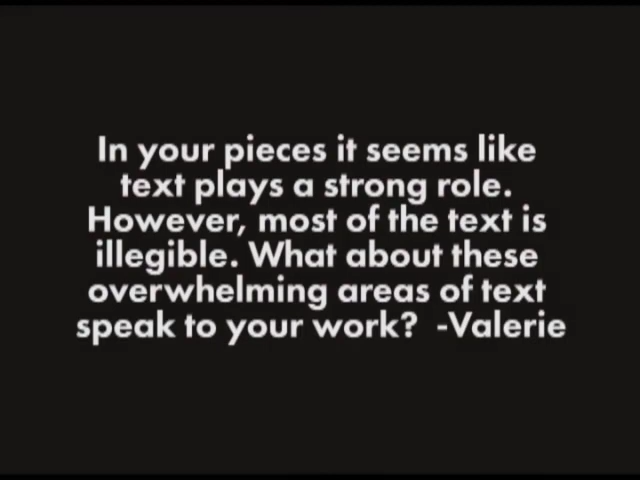 In your pieces it seems like
text plays a strong role.
However, most of the text is
illegible. What about these
overwhelming areas of text
speak to your work?  -Valerie